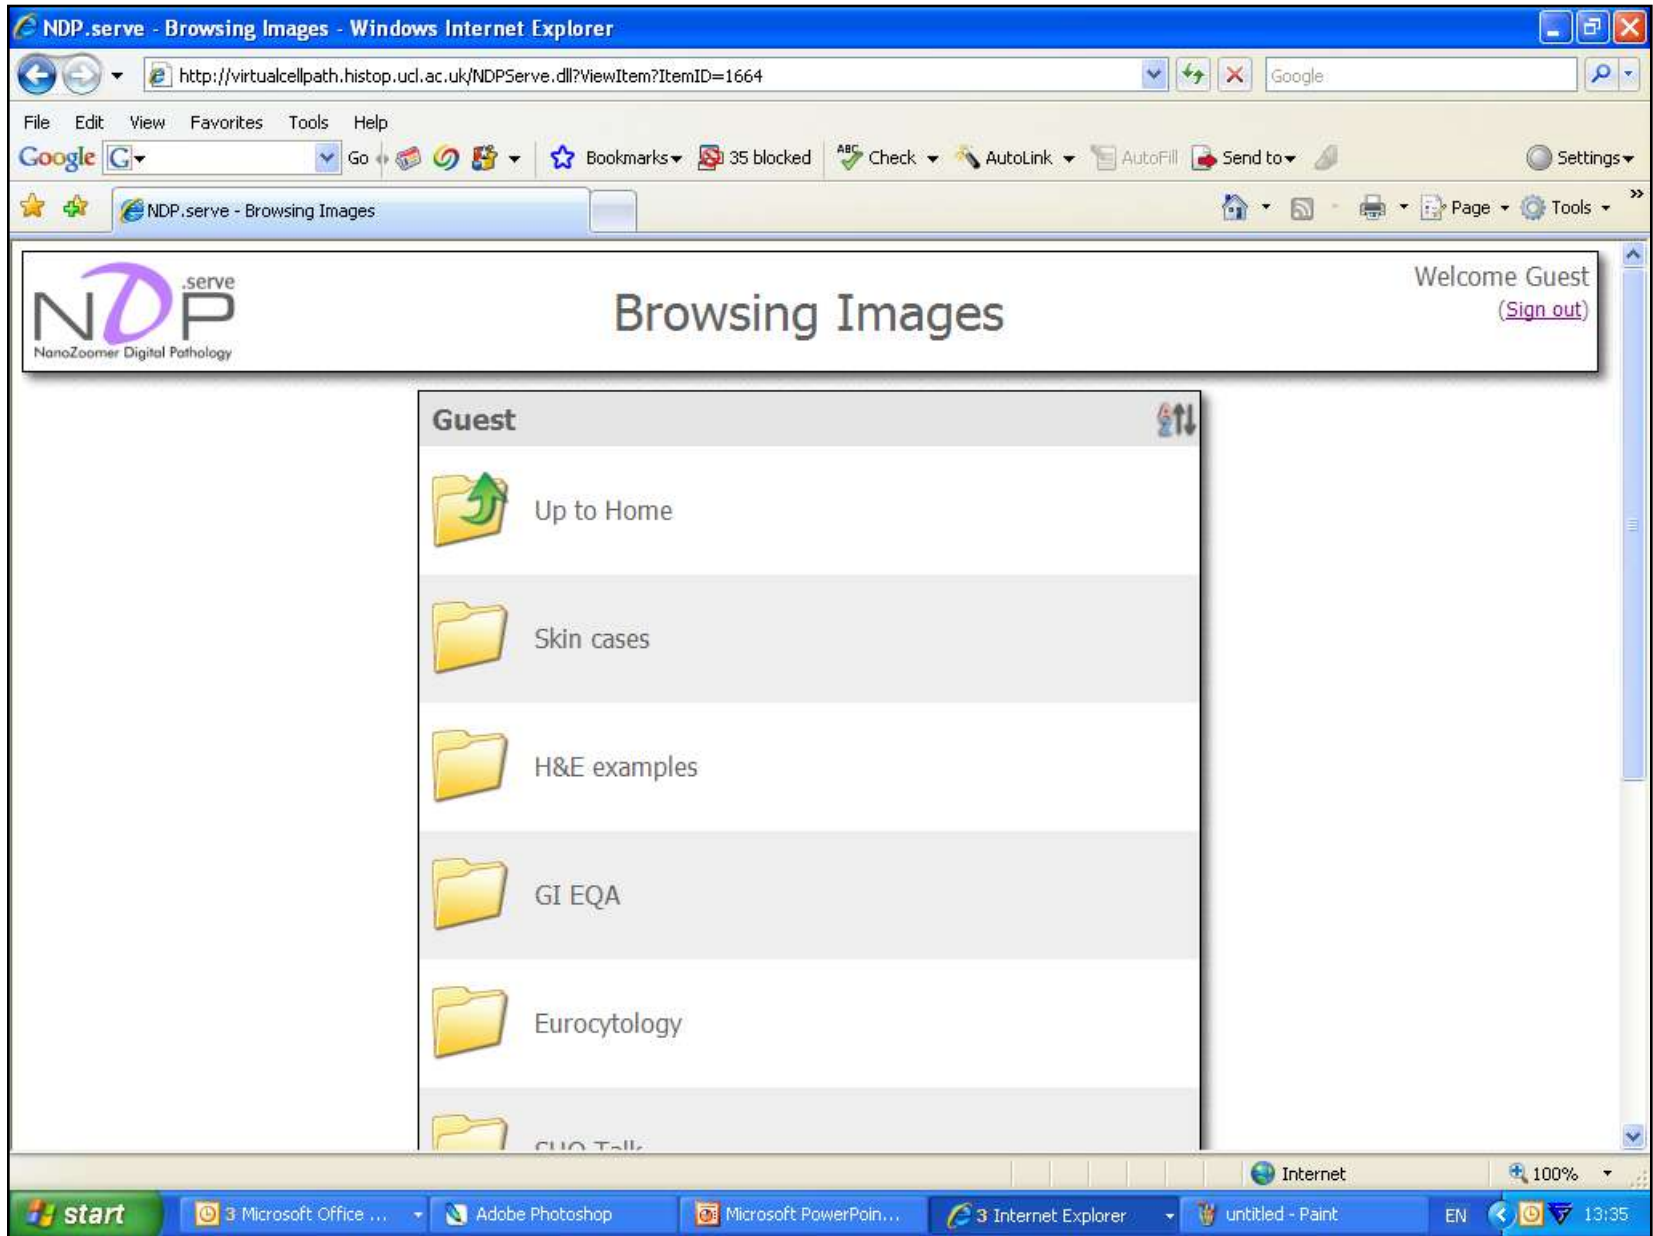 NDP.serve - Browsing Images - Windows Internet Explorer
http://virtualcellpath.histop.ucl.ac.uk/NDPServe.dll?ViewItem?ItemID=1664
Google
File Edit View Favorites Tools Help
Google G Go Bookmarks 35 blocked ABC Check AutoLink AutoFill Send to Settings
NDP.serve - Browsing Images Page Tools »
NDP .serve
NanoZoomer Digital Pathology
Browsing Images
Welcome Guest
(Sign out)
Guest
Up to Home
Skin cases
H&E examples
GI EQA
Eurocytology
Internet 100%
start 3 Microsoft Office ... Adobe Photoshop Microsoft PowerPoin... 3 Internet Explorer untitled - Paint EN 13:35